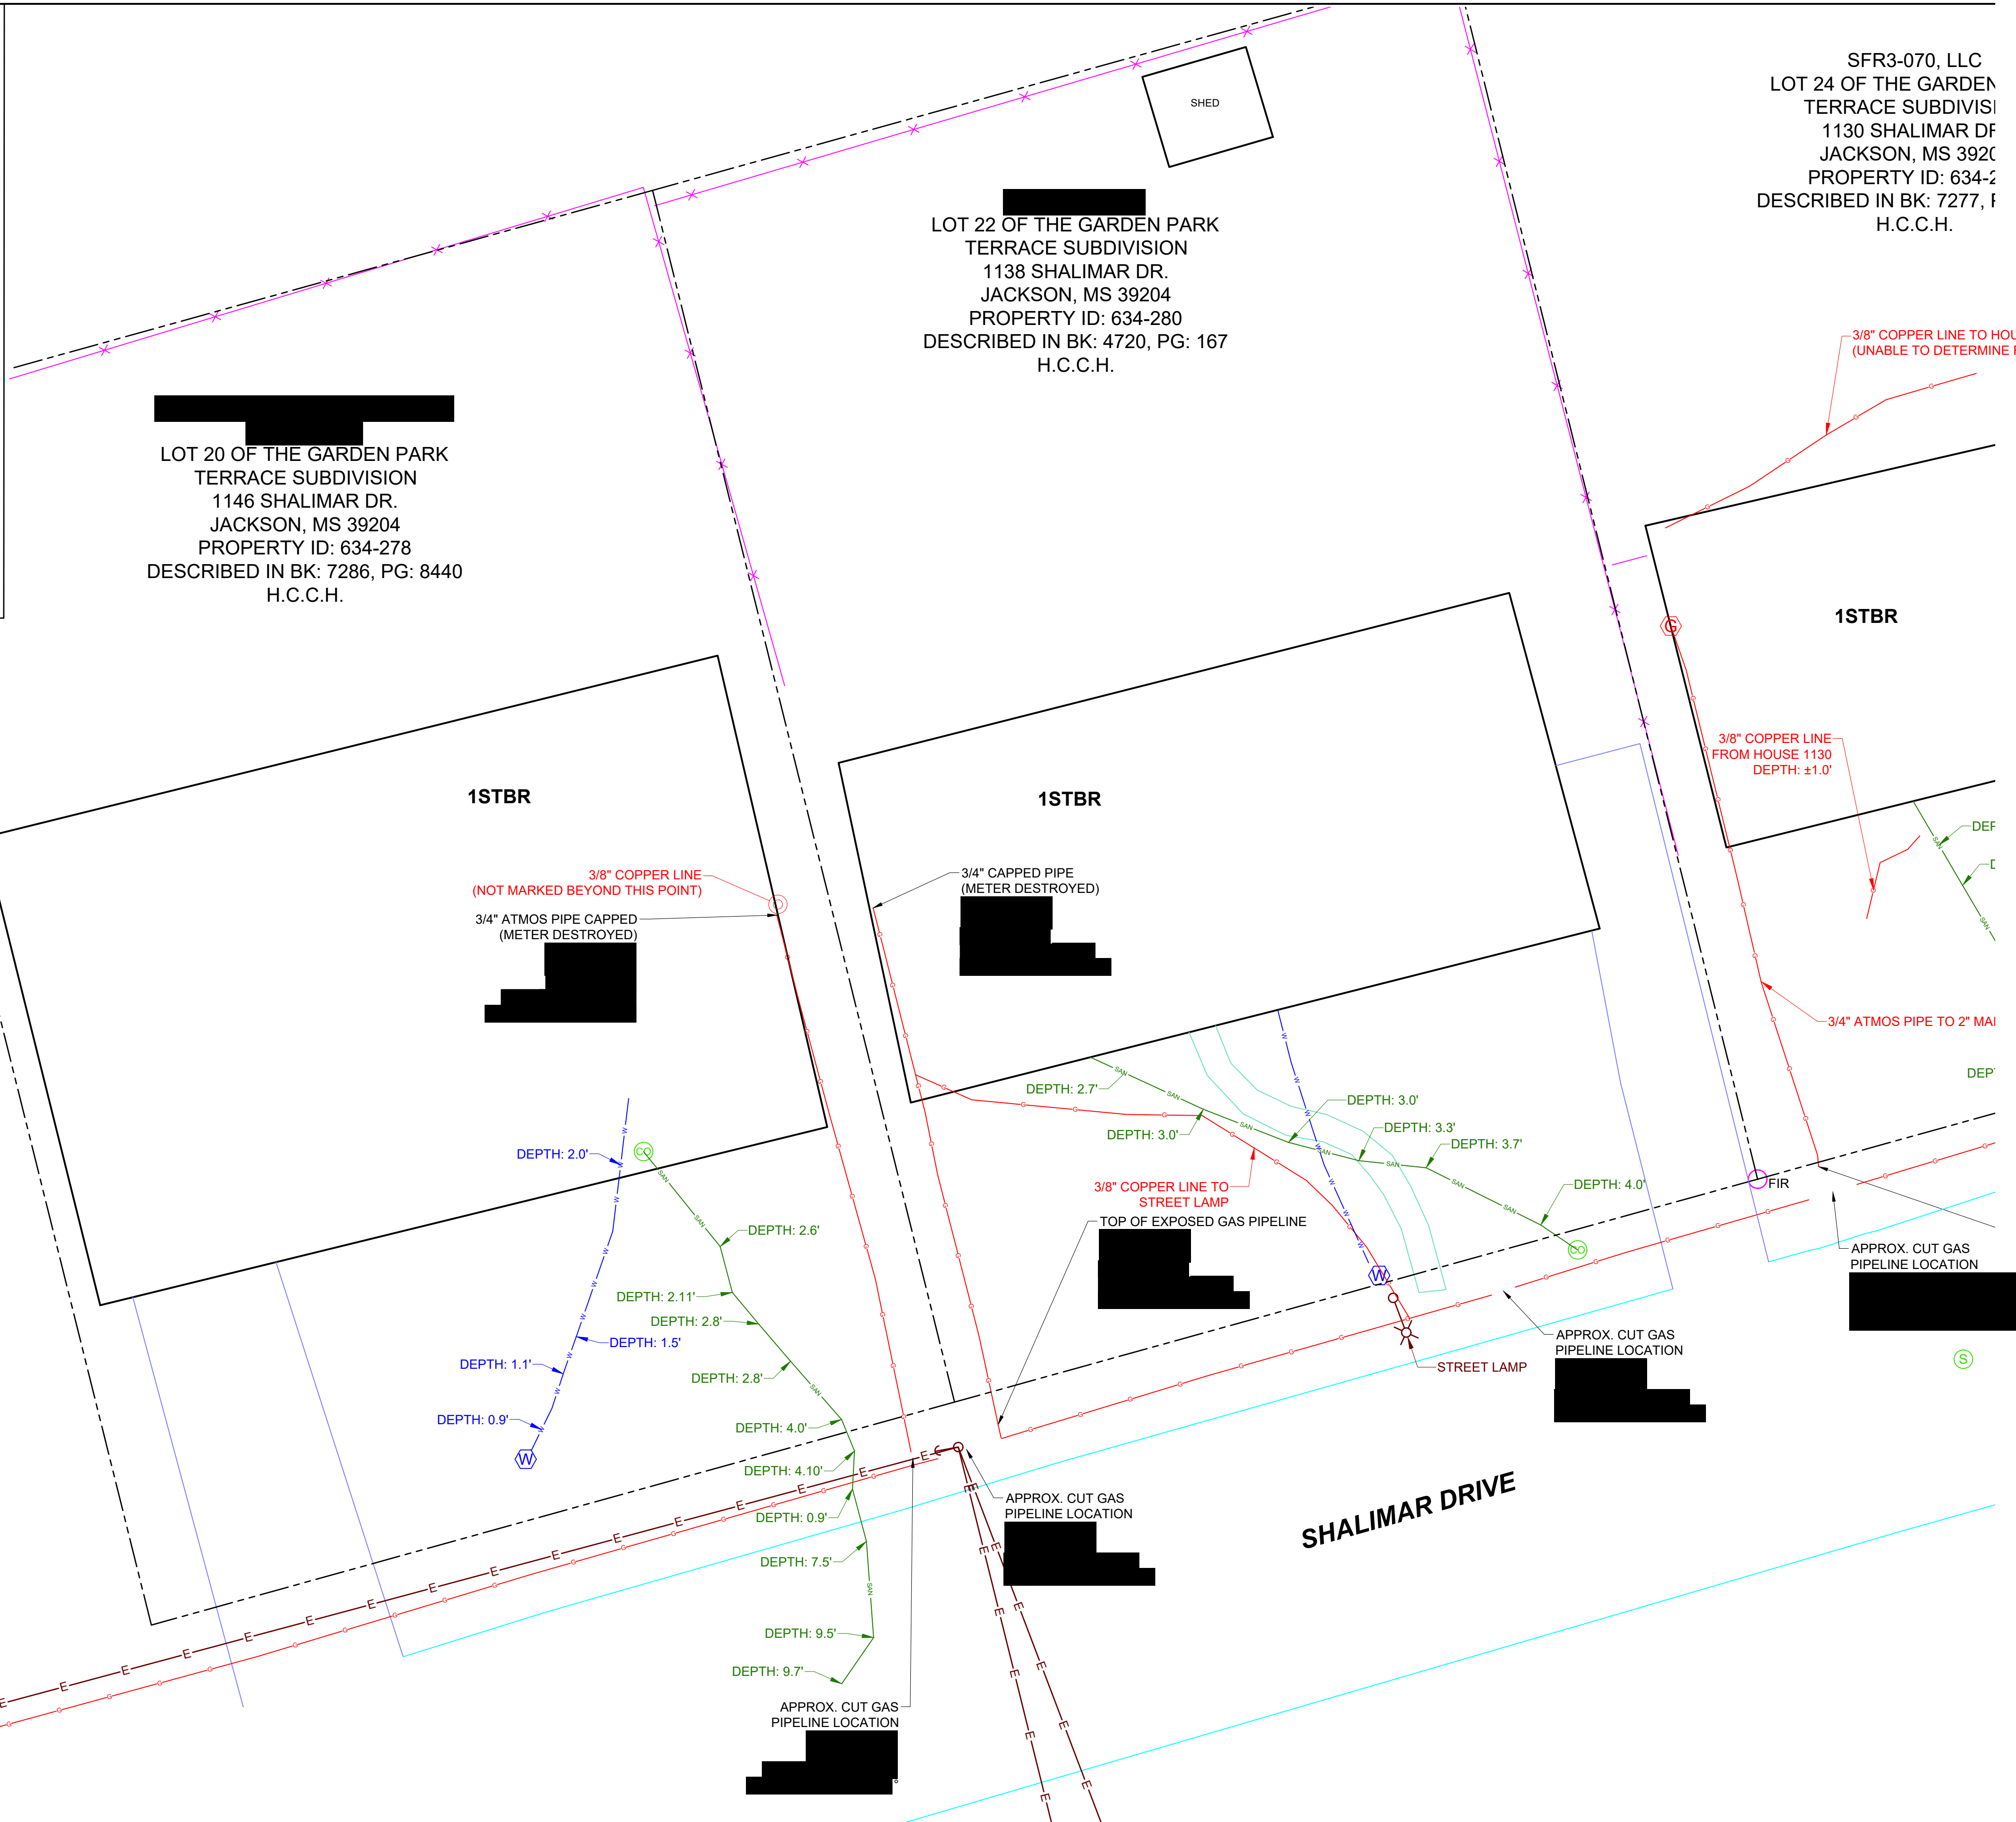 SHED
SFR3-070, LLC
LOT 24 OF THE GARDEN
TERRACE
1130 SHALIMAR
JACKSON, MS
PROPERTY ID:
DESCRIBED IN BK: 7277,
H.C.C.H.
LOT 22 OF THE GARDEN PARK
TERRACE SUBDIVISION
1138 SHALIMAR DR.
JACKSON, MS 39204
PROPERTY ID: 634-280
DESCRIBED IN BK: 4720, PG: 167
H.C.C.H.
3/8" COPPER LINE TO
(UNABLE TO DETERMINE
LOT 20 OF THE GARDEN PARK
TERRACE SUBDIVISION
1146 SHALIMAR DR.
JACKSON, MS 39204
PROPERTY ID: 634-278
DESCRIBED IN BK: 7286, PG: 8440
H.C.C.H.
1STBR
G
3/8" COPPER LINE
FROM HOUSE 1130
DEPTH: ±1.0'
1STBR
1STBR
3/8" COPPER LINE
(NOT MARKED BEYOND THIS POINT)
3/4" ATMOS PIPE CAPPED
(METER DESTROYED)
3/4" CAPPED PIPE
(METER DESTROYED)
3/4" ATMOS PIPE TO 2"
DEPTH: 2.7'
DEPTH: 3.0'
DEPTH: 3.0'
DEPTH: 3.3'
DEPTH: 3.7'
DEPTH: 4.0'
CO
3/8" COPPER LINE TO
STREET LAMP
TOP OF EXPOSED GAS PIPELINE
W
FIR
DEPTH: 2.0'
CO
DEPTH: 2.6'
DEPTH: 2.11'
DEPTH: 2.8'
DEPTH: 2.8'
DEPTH: 4.0'
DEPTH: 4.10'
DEPTH: 0.9'
DEPTH: 7.5'
DEPTH: 9.5'
DEPTH: 9.7'
DEPTH: 1.5'
DEPTH: 1.1'
DEPTH: 0.9'
W
APPROX. CUT GAS
PIPELINE LOCATION
S
APPROX. CUT GAS
PIPELINE LOCATION
STREET LAMP
APPROX. CUT GAS
PIPELINE LOCATION
SHALIMAR DRIVE
APPROX. CUT GAS
PIPELINE LOCATION